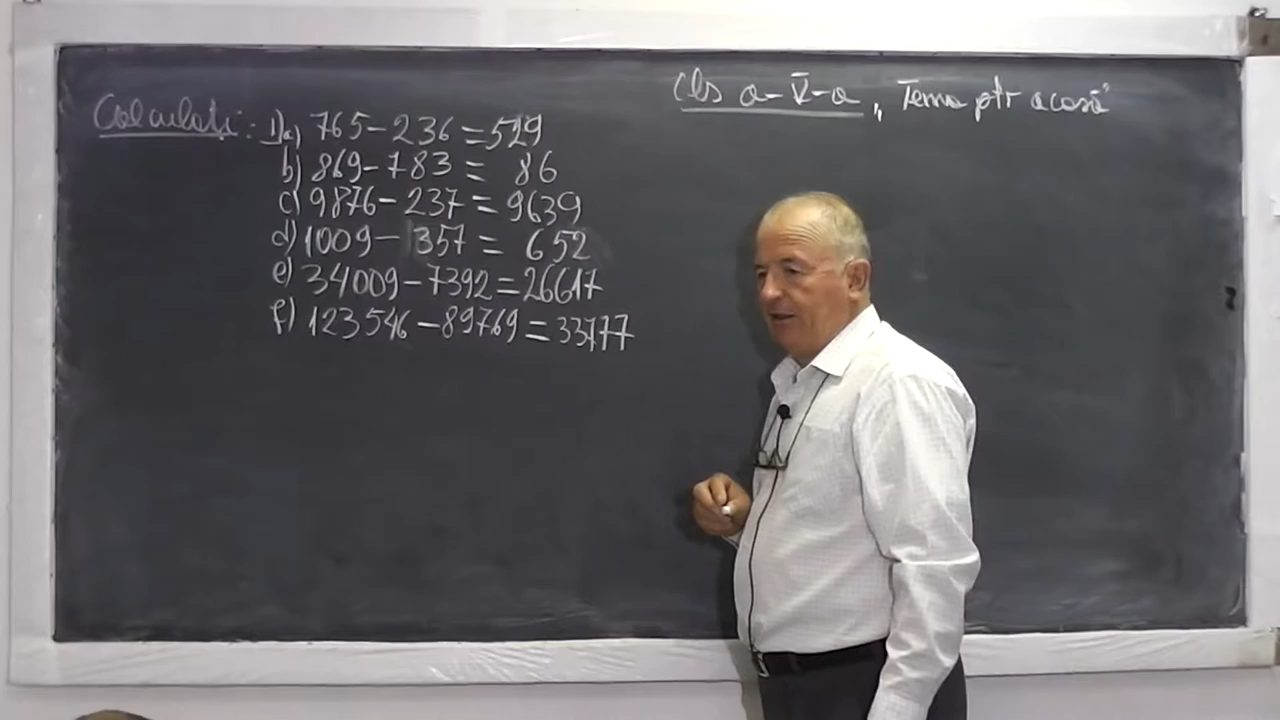 Cls a-V-a „Tema ptr acasă"
Calculați: 1) a) 765-236=529
b) 869-783= 86
c) 9876-237=9639
d) 1009-357= 652
e) 34009-7392=26617
f) 123546-89769=33777